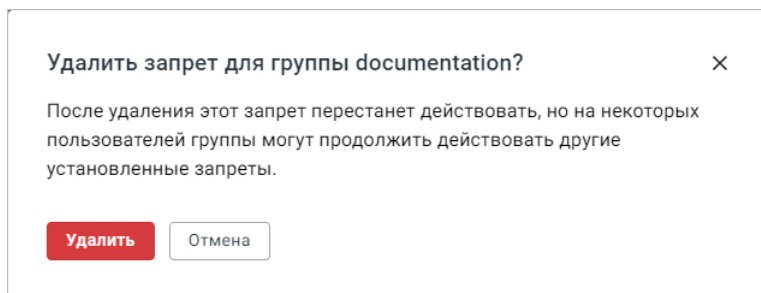 Удалить запрет для группы documentation?
После удаления этот запрет перестанет действовать, но на некоторых
пользователей группы могут продолжить действовать другие
установленные запреты.
Удалить
Отмена